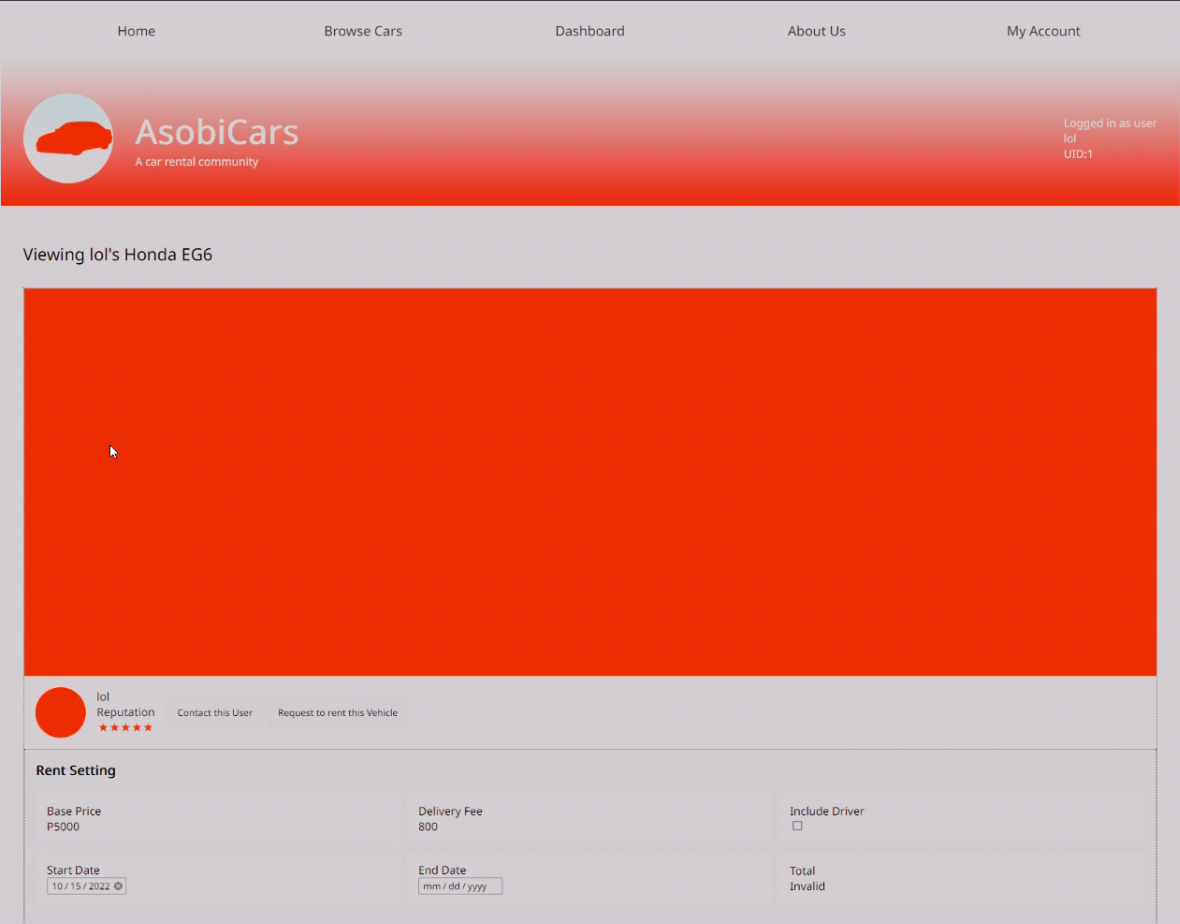 Home Browse Cars Dashboard About Us My Account
AsobiCars
A car rental community
Logged in as user
lol
UID:1
Viewing lol's Honda EG6
lol
Reputation
★★★★★
Contact this User Request to rent this Vehicle
Rent Setting
Base Price Delivery Fee Include Driver
P5000 800
Start Date End Date Total
10 / 15 / 2022 mm / dd / yyyy Invalid